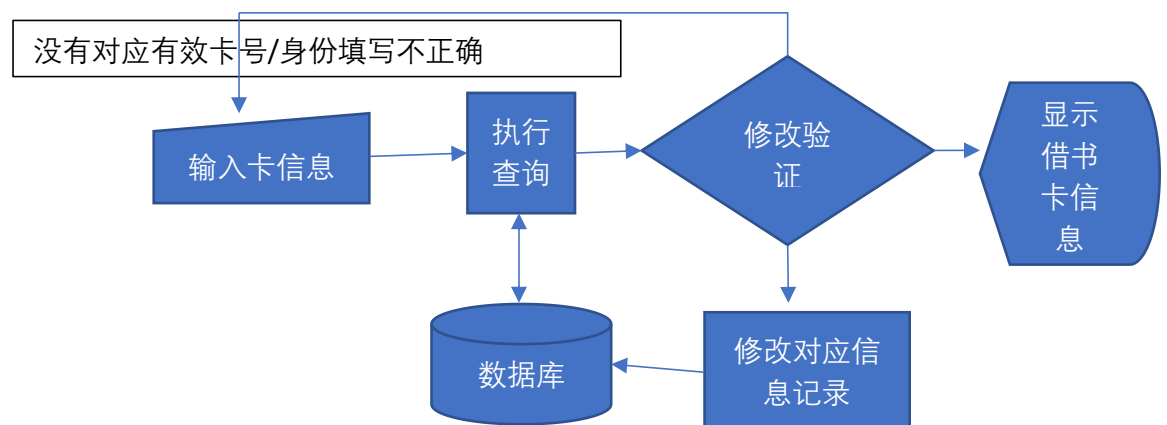 没有对应有效卡号/身份填写不正确
输入卡信息
执行
查询
修改验
证
显示
借书
卡信
息
数据库
修改对应信
息记录